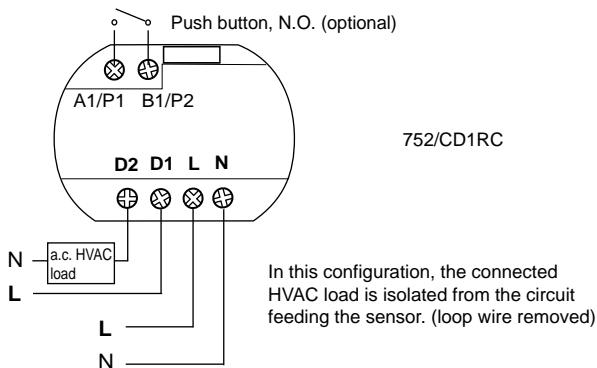 Push button, N.O. (optional)
A1/P1 B1/P2
752/CD1RC
D2 D1 L N
N
a.c. HVAC
load
L
In this configuration, the connected
HVAC load is isolated from the circuit
feeding the sensor. (loop wire removed)
L
N